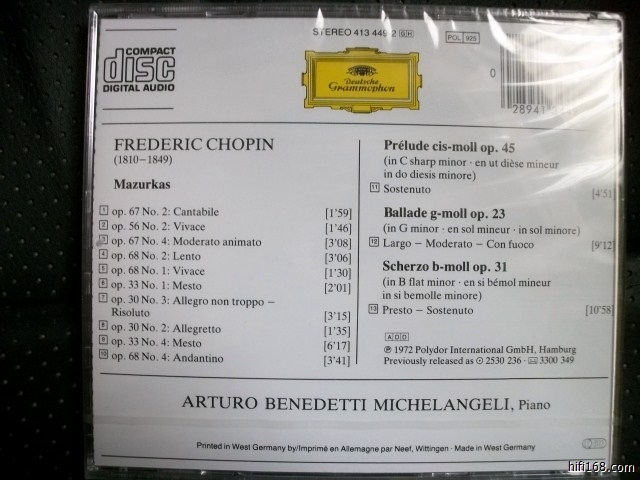 STEREO 413 449-2 GH
POL 925
COMPACT
disc
DIGITAL AUDIO
Deutsche
Grammophon
0
28941
FREDERIC CHOPIN
(1810–1849)
Mazurkas
1 op. 67 No. 2: Cantabile [1'59]
2 op. 56 No. 2: Vivace [1'46]
3 op. 67 No. 4: Moderato animato [3'08]
4 op. 68 No. 2: Lento [3'06]
5 op. 68 No. 1: Vivace [1'30]
6 op. 33 No. 1: Mesto [2'01]
7 op. 30 No. 3: Allegro non troppo –
Risoluto [3'15]
8 op. 30 No. 2: Allegretto [1'35]
9 op. 33 No. 4: Mesto [6'17]
10 op. 68 No. 4: Andantino [3'41]
Prélude cis-moll op. 45
(in C sharp minor · en ut dièse mineur
in do diesis minore)
11 Sostenuto [4'51]
Ballade g-moll op. 23
(in G minor · en sol mineur · in sol minore)
12 Largo – Moderato – Con fuoco [9'12]
Scherzo b-moll op. 31
(in B flat minor · en si bémol mineur
in si bemolle minore)
13 Presto – Sostenuto [10'58]
ADD
℗ 1972 Polydor International GmbH, Hamburg
Previously released as 2530 236 · 3300 349
ARTURO BENEDETTI MICHELANGELI, Piano
Printed in West Germany by/Imprimé en Allemagne par Neef, Wittingen · Made in West Germany
hifi168.com